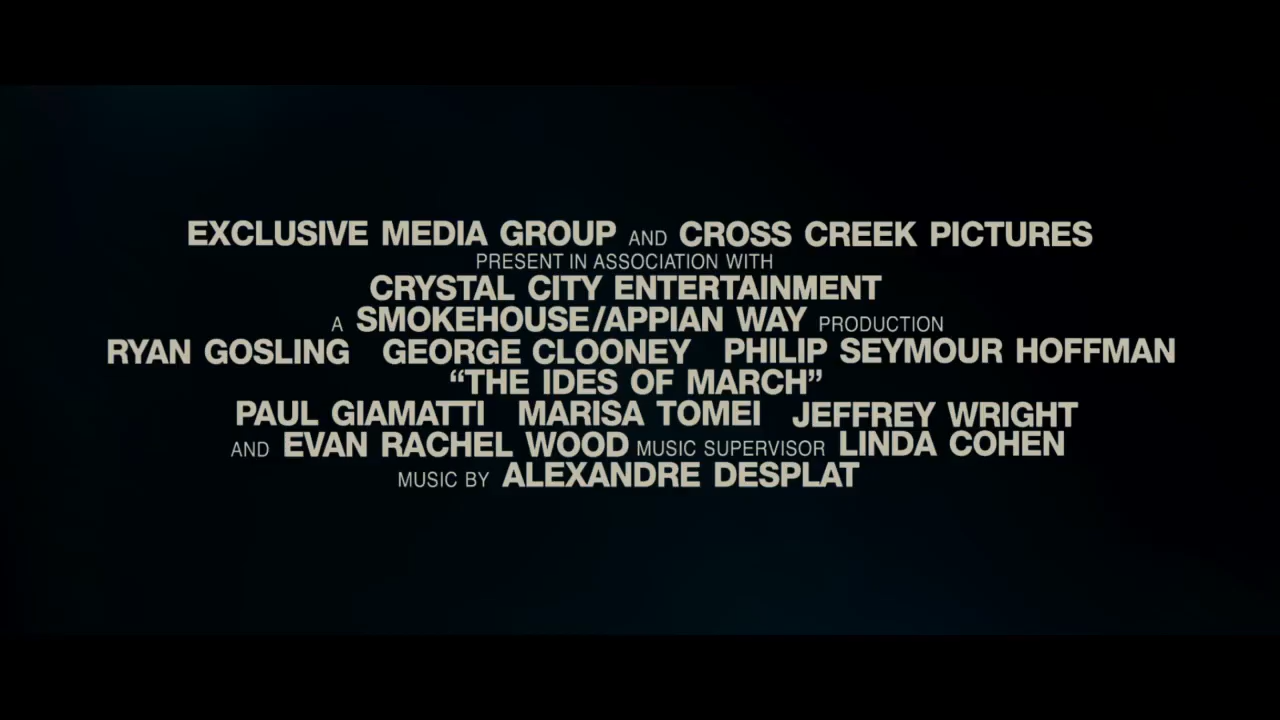 EXCLUSIVE MEDIA GROUP AND CROSS CREEK PICTURES
PRESENT IN ASSOCIATION WITH
CRYSTAL CITY ENTERTAINMENT
A SMOKEHOUSE/APPIAN WAY PRODUCTION
RYAN GOSLING GEORGE CLOONEY PHILIP SEYMOUR HOFFMAN
“THE IDES OF MARCH”
PAUL GIAMATTI MARISA TOMEI JEFFREY WRIGHT
AND EVAN RACHEL WOOD MUSIC SUPERVISOR LINDA COHEN
MUSIC BY ALEXANDRE DESPLAT